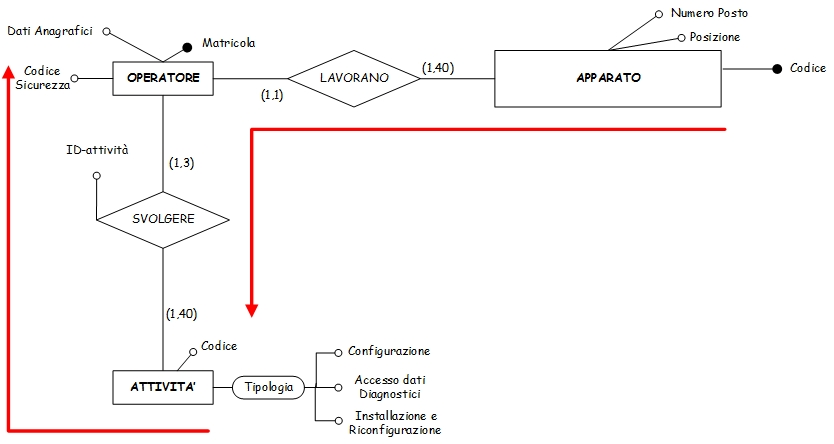 Numero Posto
Dati Anagrafici
Matricola
Posizione
Codice
Sicurezza
OPERATORE
LAVORANO
(1,40)
APPARATO
Codice
(1,1)
ID-attività
(1,3)
SVOLGERE
(1,40)
Codice
Configurazione
ATTIVITA'
Tipologia
Accesso dati
Diagnostici
Installazione e
Riconfigurazione